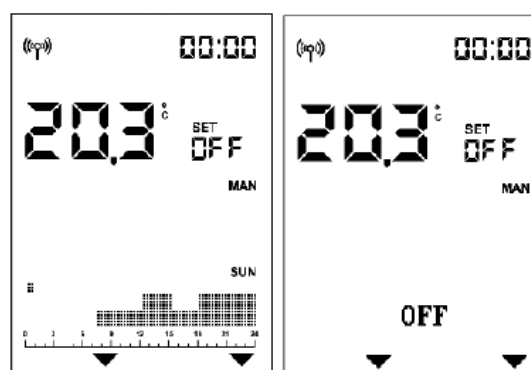 00:00
20.3 °C
SET
OFF
MAN
SUN
0 3 6 9 12 15 18 21 24
00:00
20.3 °C
SET
OFF
MAN
OFF